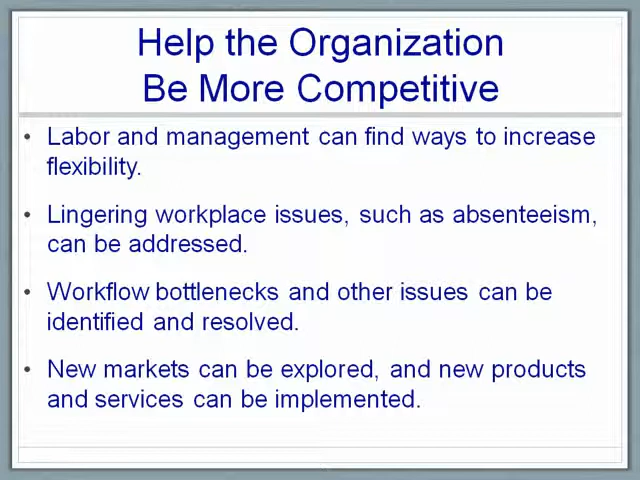 Help the Organization
Be More Competitive
• Labor and management can find ways to increase
flexibility.
• Lingering workplace issues, such as absenteeism,
can be addressed.
• Workflow bottlenecks and other issues can be
identified and resolved.
• New markets can be explored, and new products
and services can be implemented.